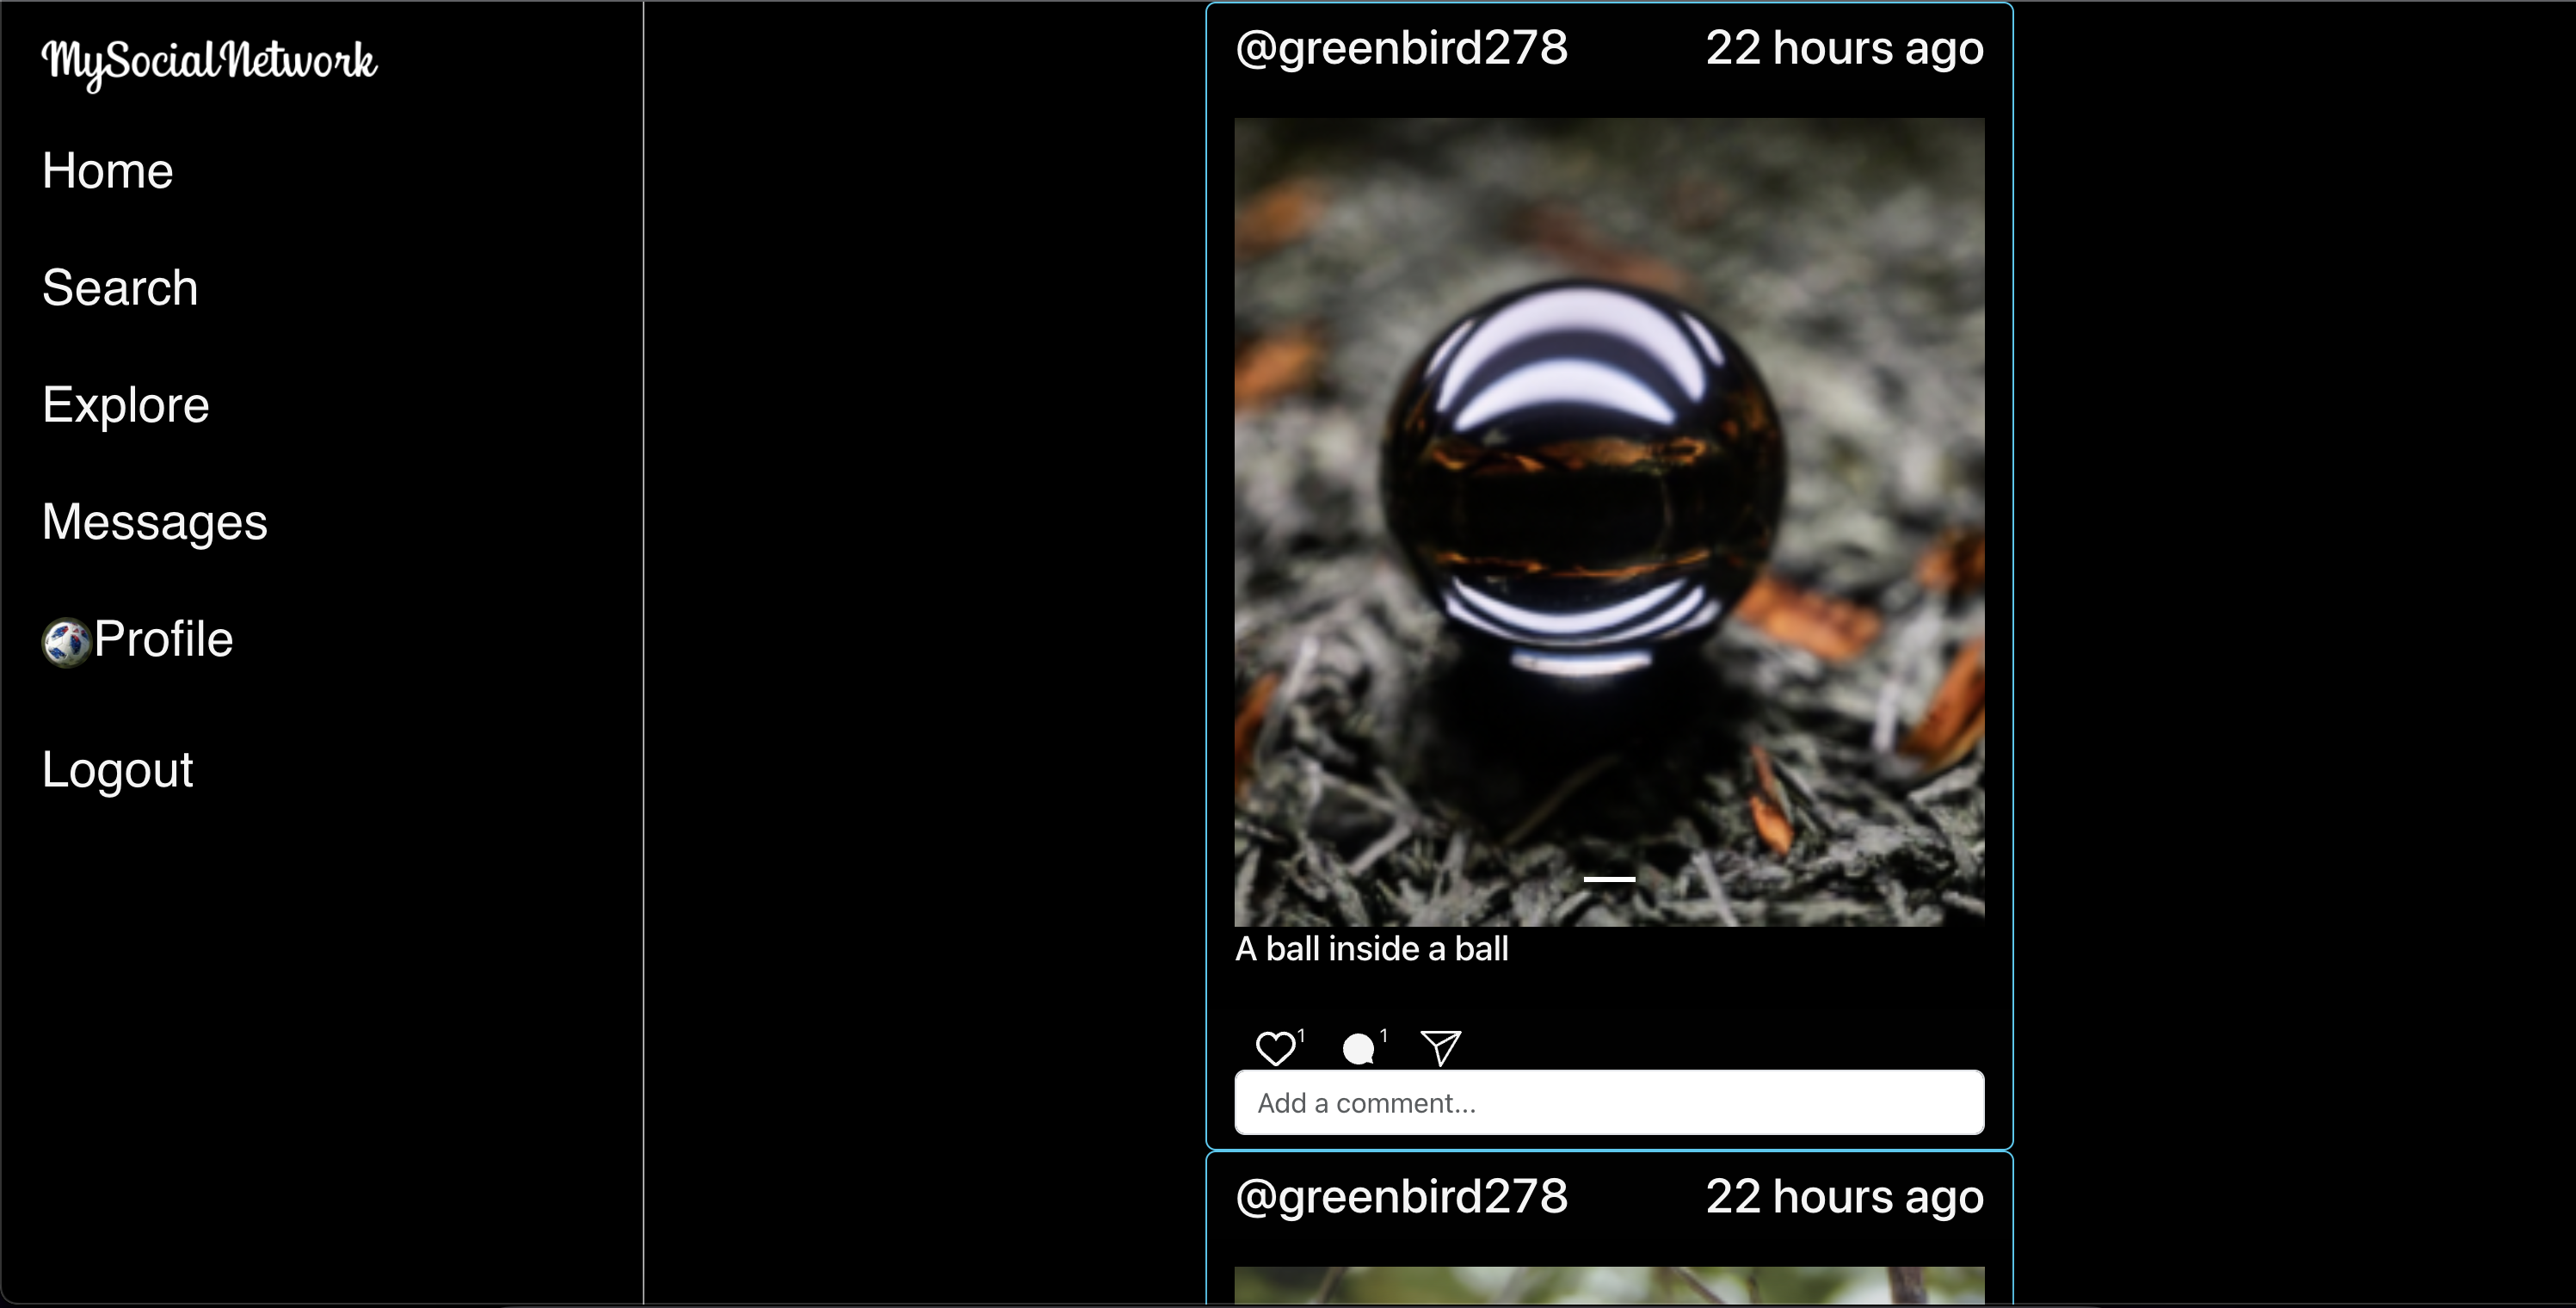 MySocialNetwork
Home
Search
Explore
Messages
Profile
Logout
@greenbird278 22 hours ago
A ball inside a ball
1 1
Add a comment...
@greenbird278 22 hours ago